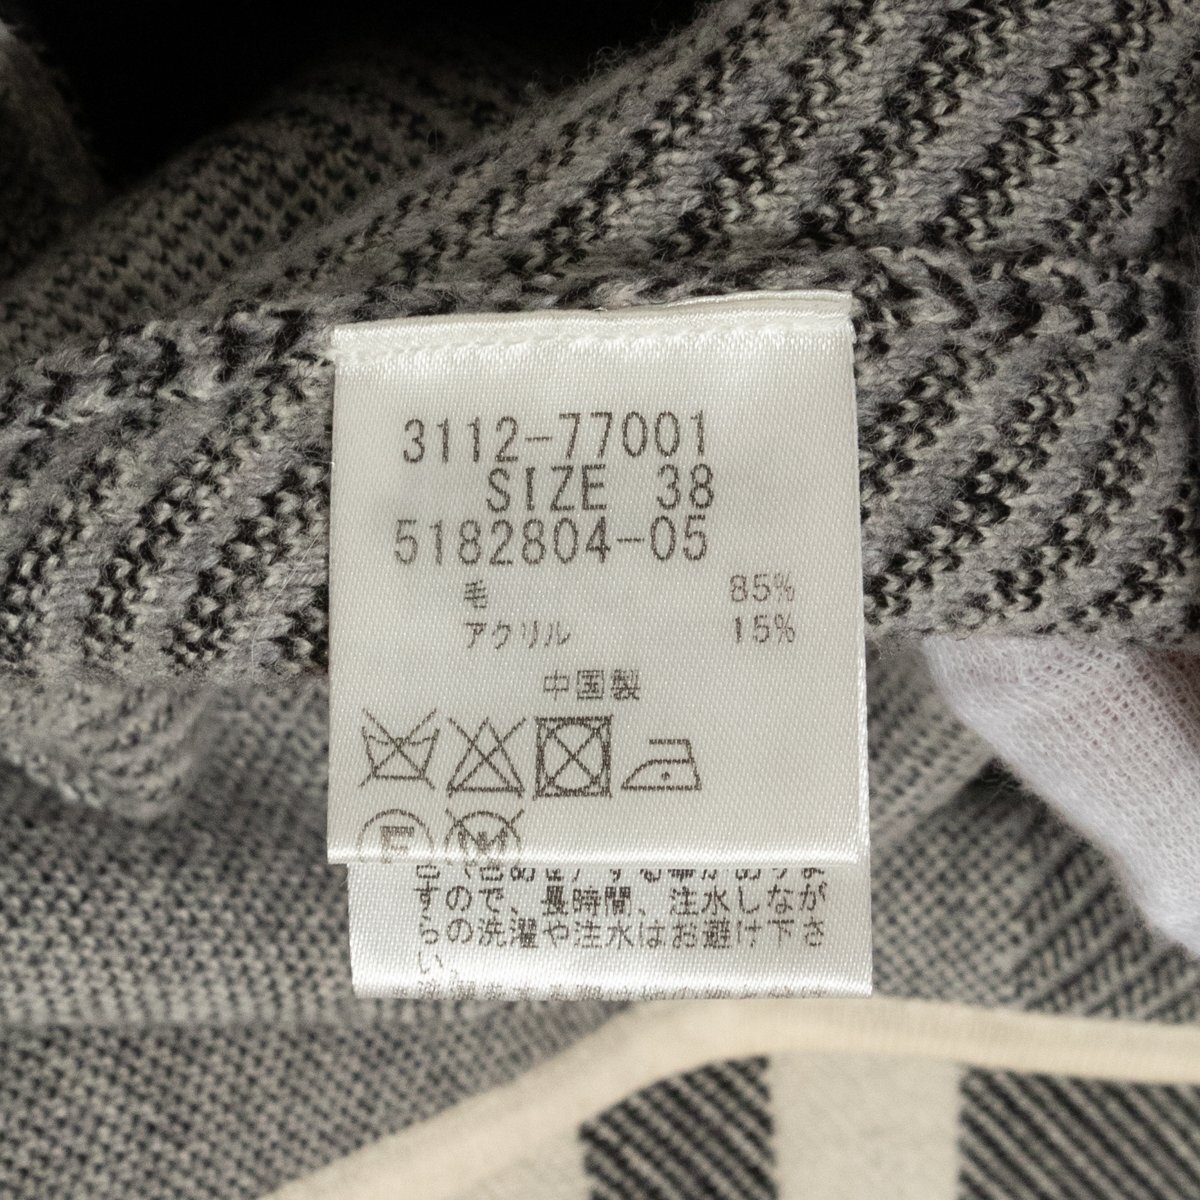 3112-77001
SIZE 38
5182804-05
毛 85%
アクリル 15%
中国製
F
すので、長時間、注水しなが
らの洗濯や注水はお避け下さ
い。